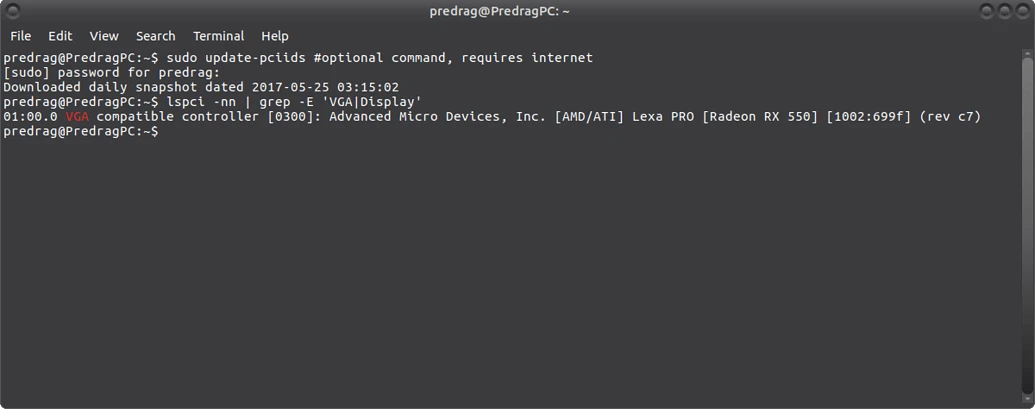 predrag@PredragPC: ~
File Edit View Search Terminal Help
predrag@PredragPC:~$ sudo update-pciids #optional command, requires internet
[sudo] password for predrag:
Downloaded daily snapshot dated 2017-05-25 03:15:02
predrag@PredragPC:~$ lspci -nn | grep -E 'VGA|Display'
01:00.0 VGA compatible controller [0300]: Advanced Micro Devices, Inc. [AMD/ATI] Lexa PRO [Radeon RX 550] [1002:699f] (rev c7)
predrag@PredragPC:~$